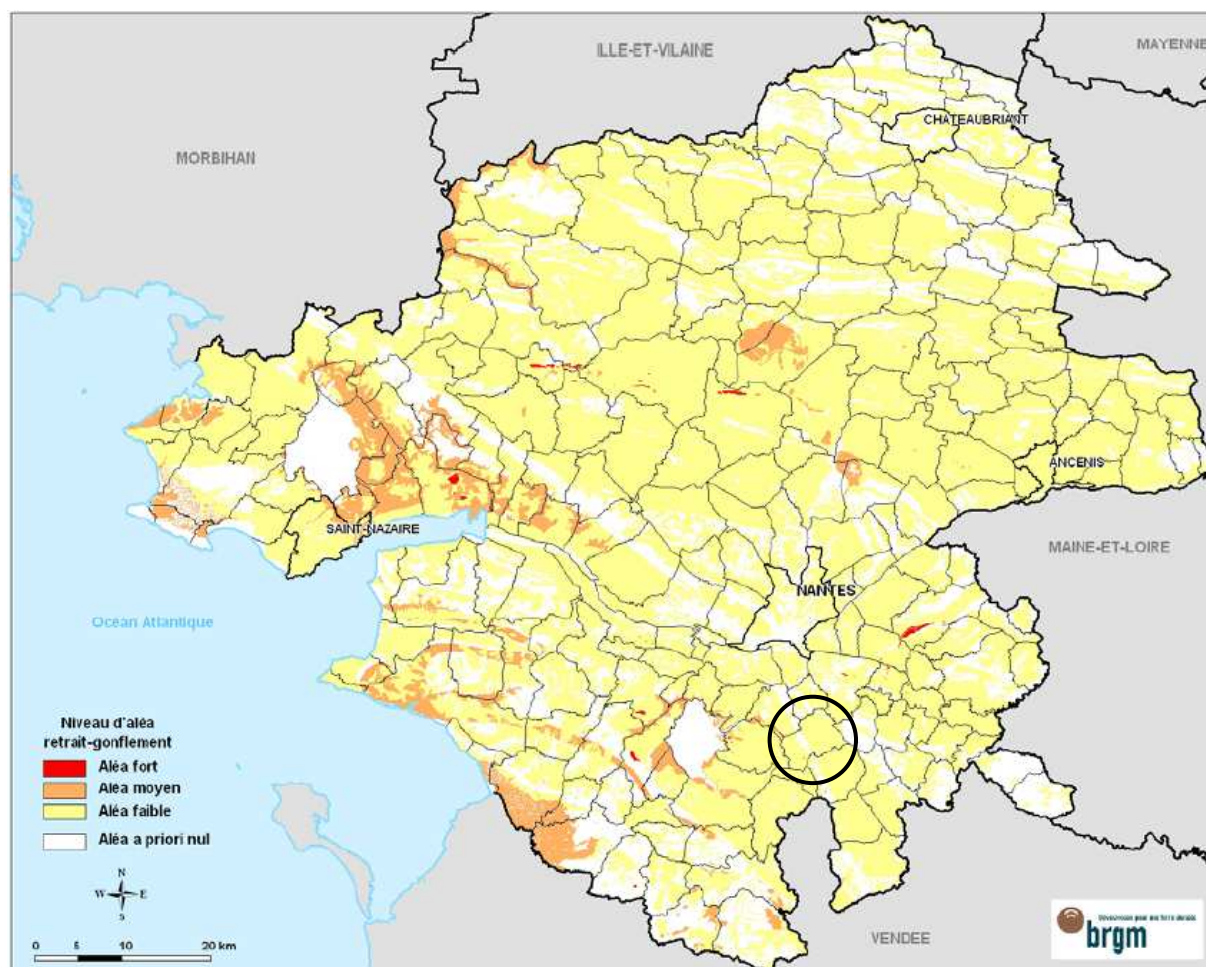 ILLE-ET-VILAINE
MAYENNE
CHATEAUBRIANT
MORBIHAN
ANCENIS
SAINT-NAZAIRE
MAINE-ET-LOIRE
NANTES
Océan Atlantique
Niveau d'aléa
retrait-gonflement
Aléa fort
Aléa moyen
Aléa faible
Aléa a priori nul
N
W E
S
0 5 10 20 km
VENDEE
brgm